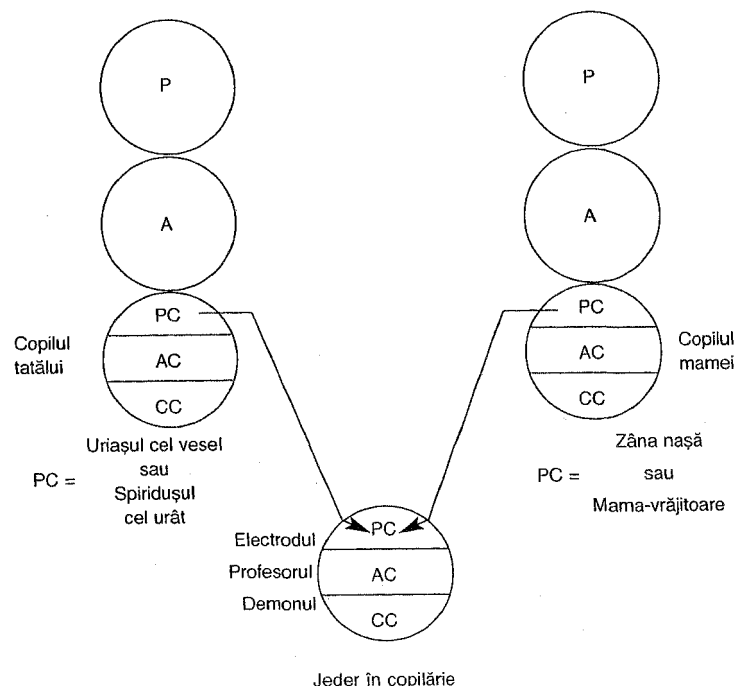 P
A
PC
AC
CC
Copilul
tatălui
Uriașul cel vesel
sau
PC =
Spiridușul
cel urât
P
A
PC
AC
CC
Copilul
mamei
Zâna nașă
PC =
sau
Mama-vrăjitoare
Electrodul
PC
Profesorul
AC
Demonul
CC
Jeder în copilărie